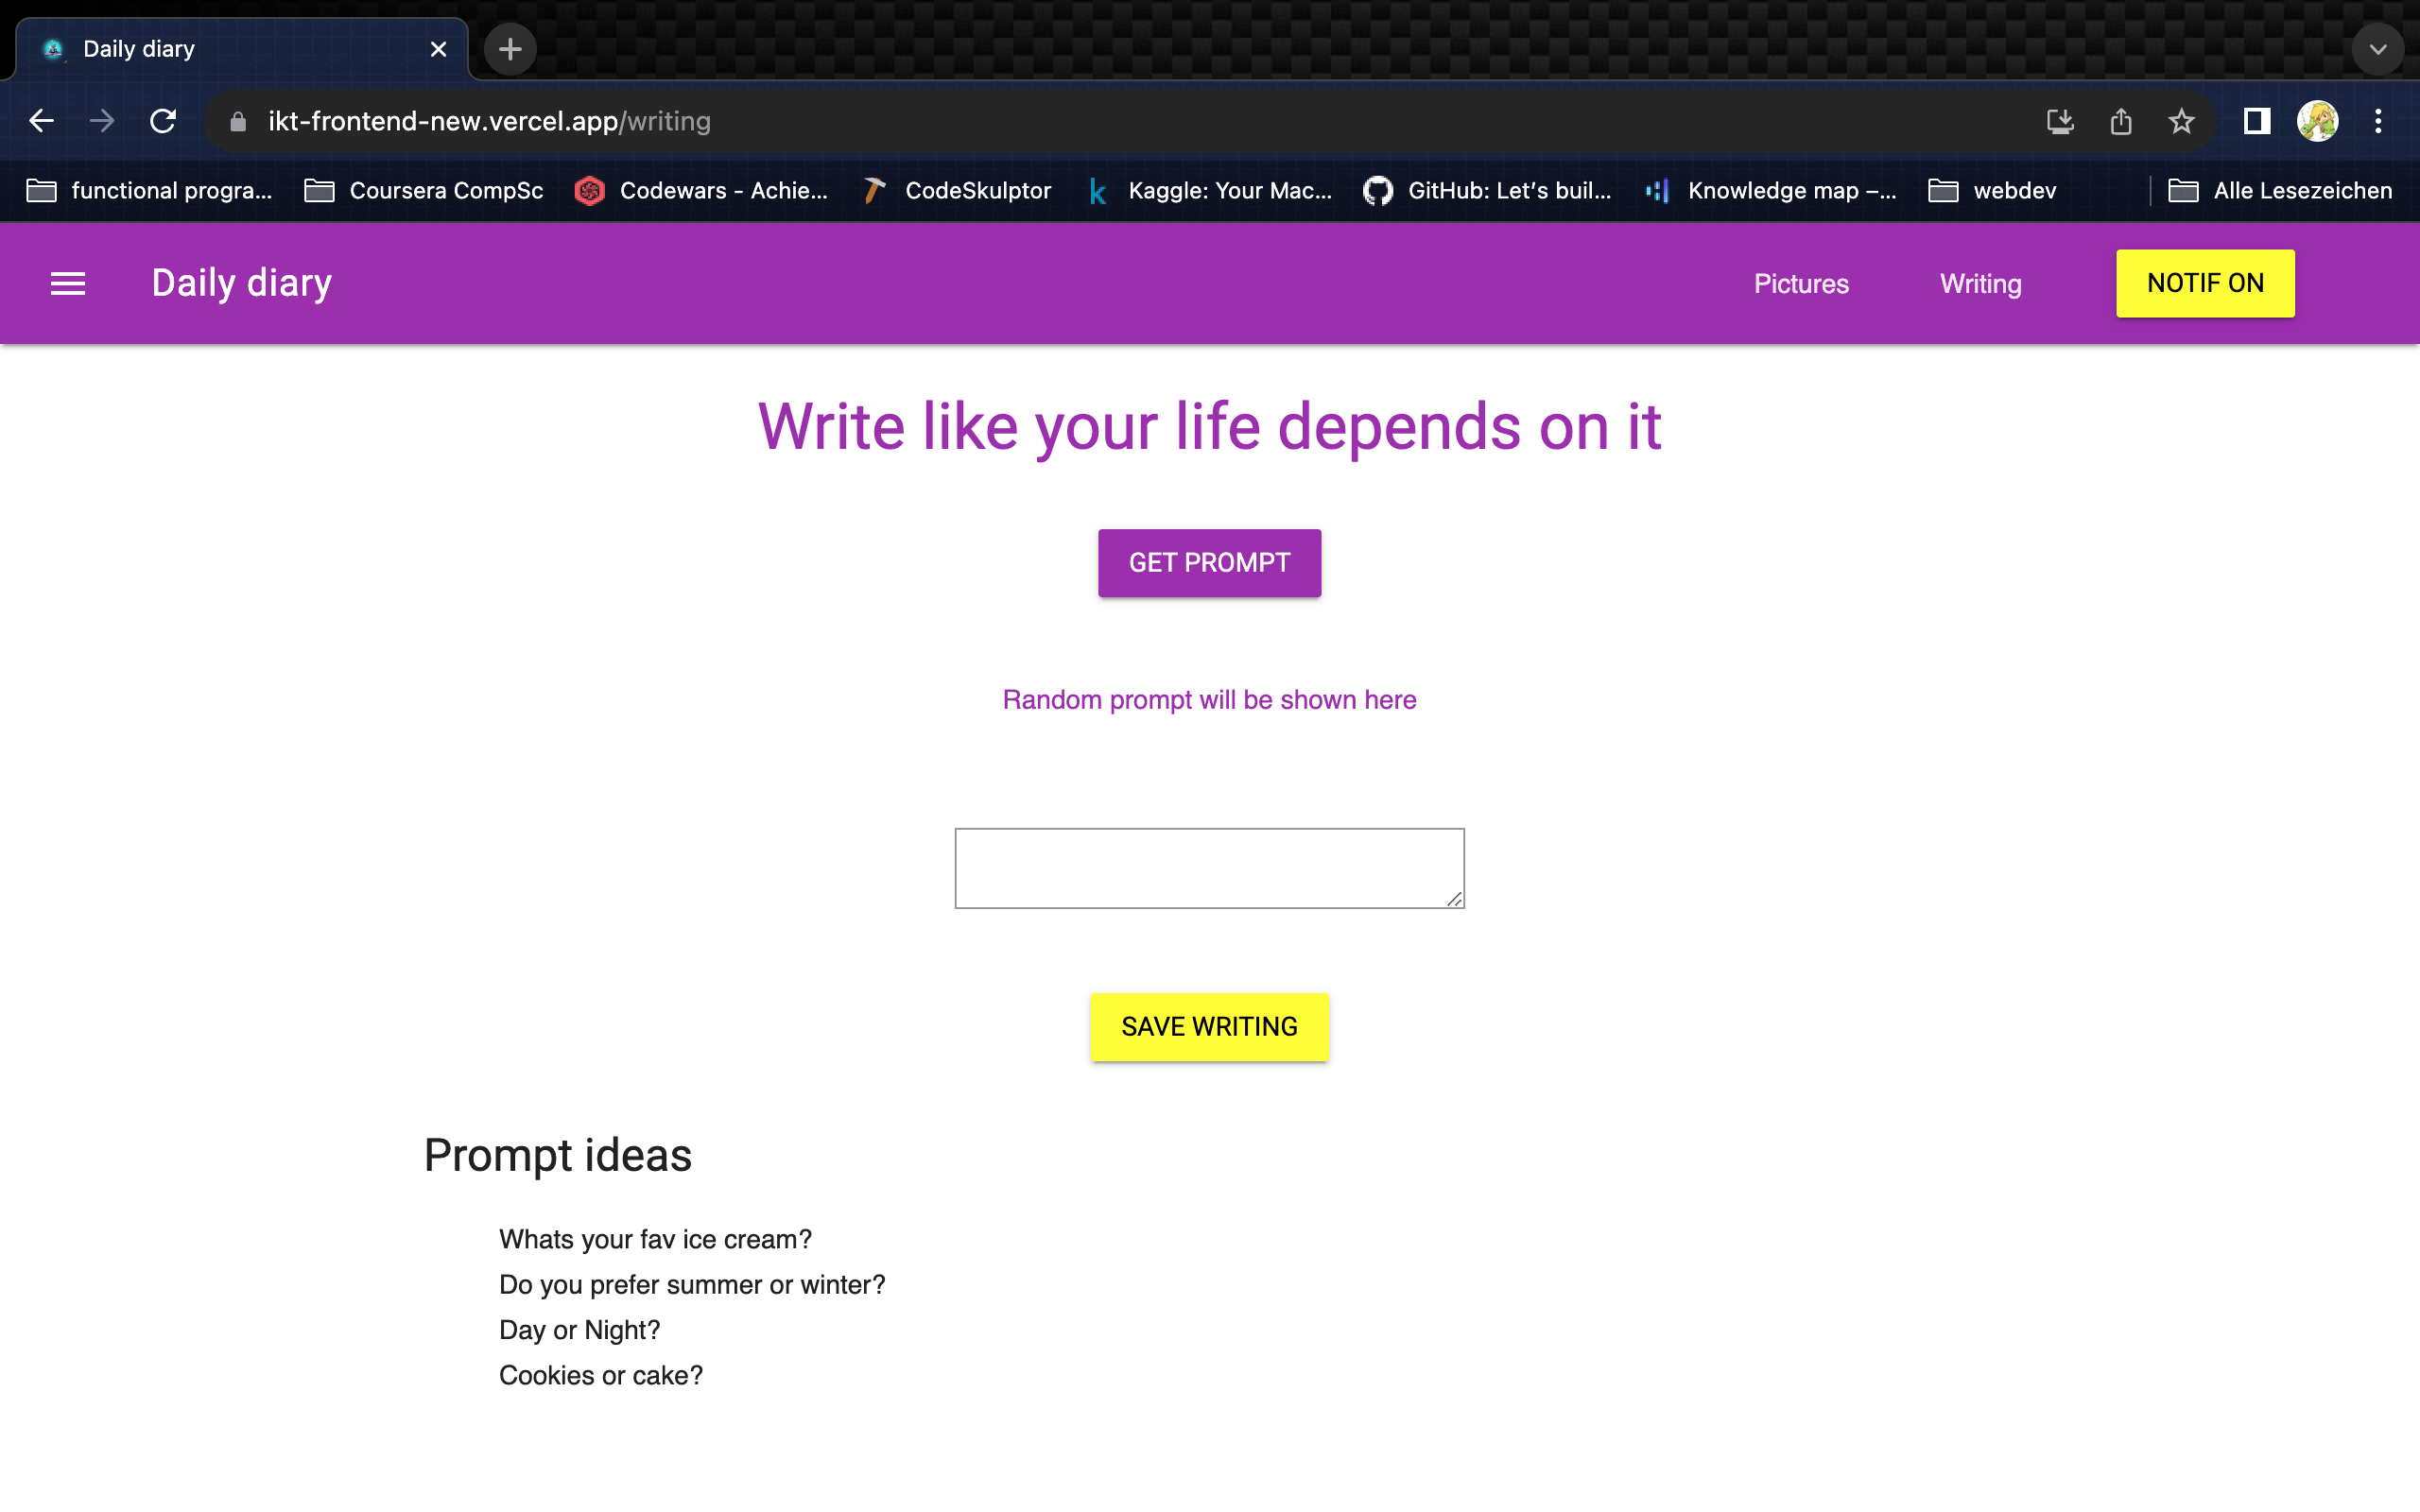 Daily diary
ikt-frontend-new.vercel.app/writing
functional progra... Coursera CompSc Codewars - Achie... CodeSkulptor Kaggle: Your Mac... GitHub: Let's buil... Knowledge map –... webdev Alle Lesezeichen
Daily diary Pictures Writing NOTIF ON
Write like your life depends on it
GET PROMPT
Random prompt will be shown here
SAVE WRITING
Prompt ideas
Whats your fav ice cream?
Do you prefer summer or winter?
Day or Night?
Cookies or cake?